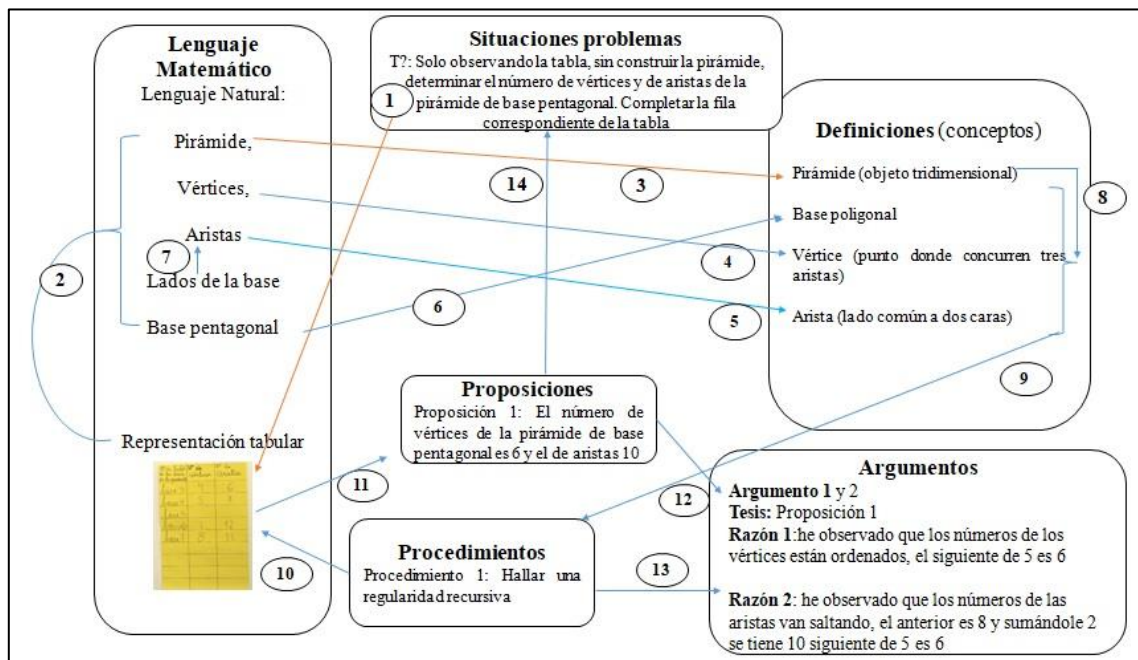 Lenguaje
Matemático
Lenguaje Natural:
Pirámide,
Vértices,
Aristas
7
Lados de la base
2
Base pentagonal
Representación tabular
Situaciones problemas
T?: Solo observando la tabla, sin construir la pirámide,
determinar el número de vértices y de aristas de la
1
pirámide de base pentagonal. Completar la fila
correspondiente de la tabla
14
3
4
6
5
Definiciones (conceptos)
Pirámide (objeto tridimensional)
8
Base poligonal
Vértice (punto donde concurren tres
aristas)
Arista (lado común a dos caras)
9
Proposiciones
Proposición 1: El número de
vértices de la pirámide de base
pentagonal es 6 y el de aristas 10
11
12
Procedimientos
Procedimiento 1: Hallar una
regularidad recursiva
10
13
Argumentos
Argumento 1 y 2
Tesis: Proposición 1
Razón 1:he observado que los números de los
vértices están ordenados, el siguiente de 5 es 6
Razón 2: he observado que los números de las
aristas van saltando, el anterior es 8 y sumándole 2
se tiene 10 siguiente de 5 es 6